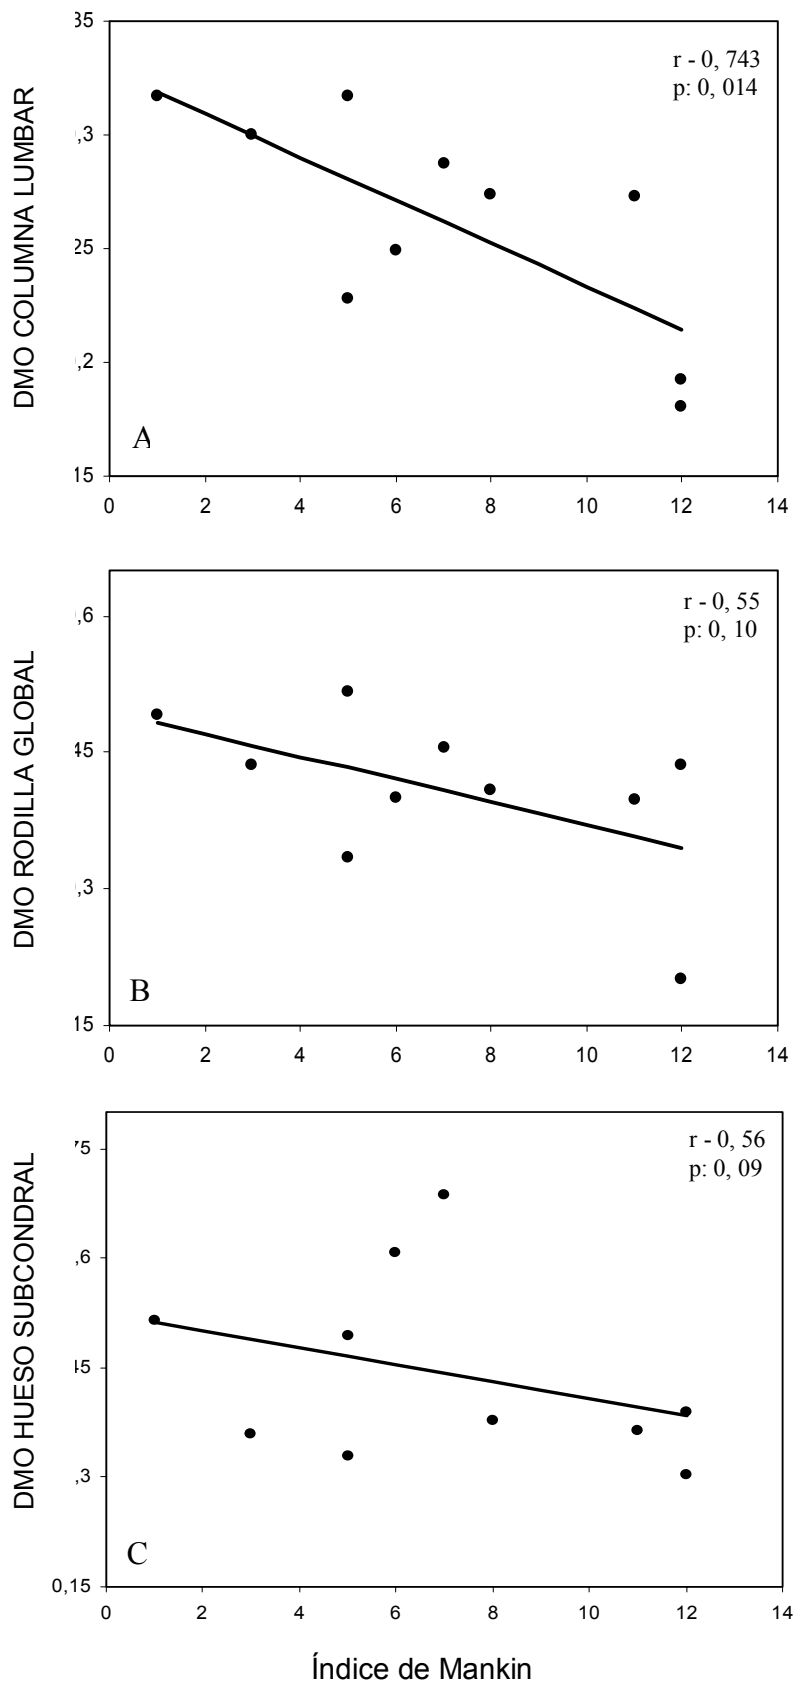 DMO COLUMNA LUMBAR
r - 0, 743
p: 0, 014
35
,3
25
,2
15
A
0 2 4 6 8 10 12 14
DMO RODILLA GLOBAL
r - 0, 55
p: 0, 10
,6
45
,3
15
B
0 2 4 6 8 10 12 14
DMO HUESO SUBCONDRAL
r - 0, 56
p: 0, 09
75
,6
45
,3
0,15
C
0 2 4 6 8 10 12 14
Índice de Mankin